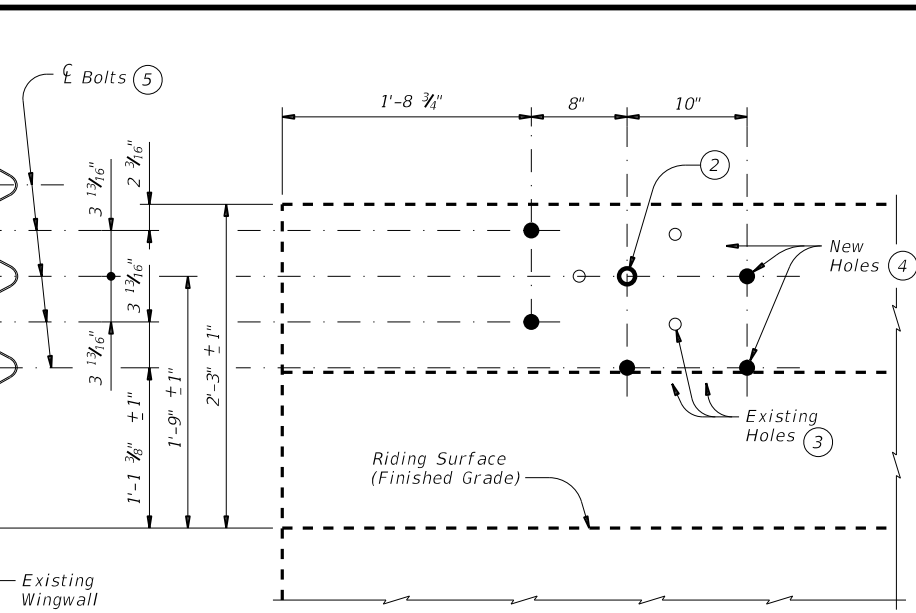 ℄ Bolts 5
1'-8 3/4"
8"
10"
2
3 13/16"
2 3/16"
New
Holes 4
3 13/16"
3 13/16"
1'-1 3/8" ±1"
1'-9" ±1"
2'-3" ±1"
Existing
Holes 3
Riding Surface
(Finished Grade)
Existing
Wingwall